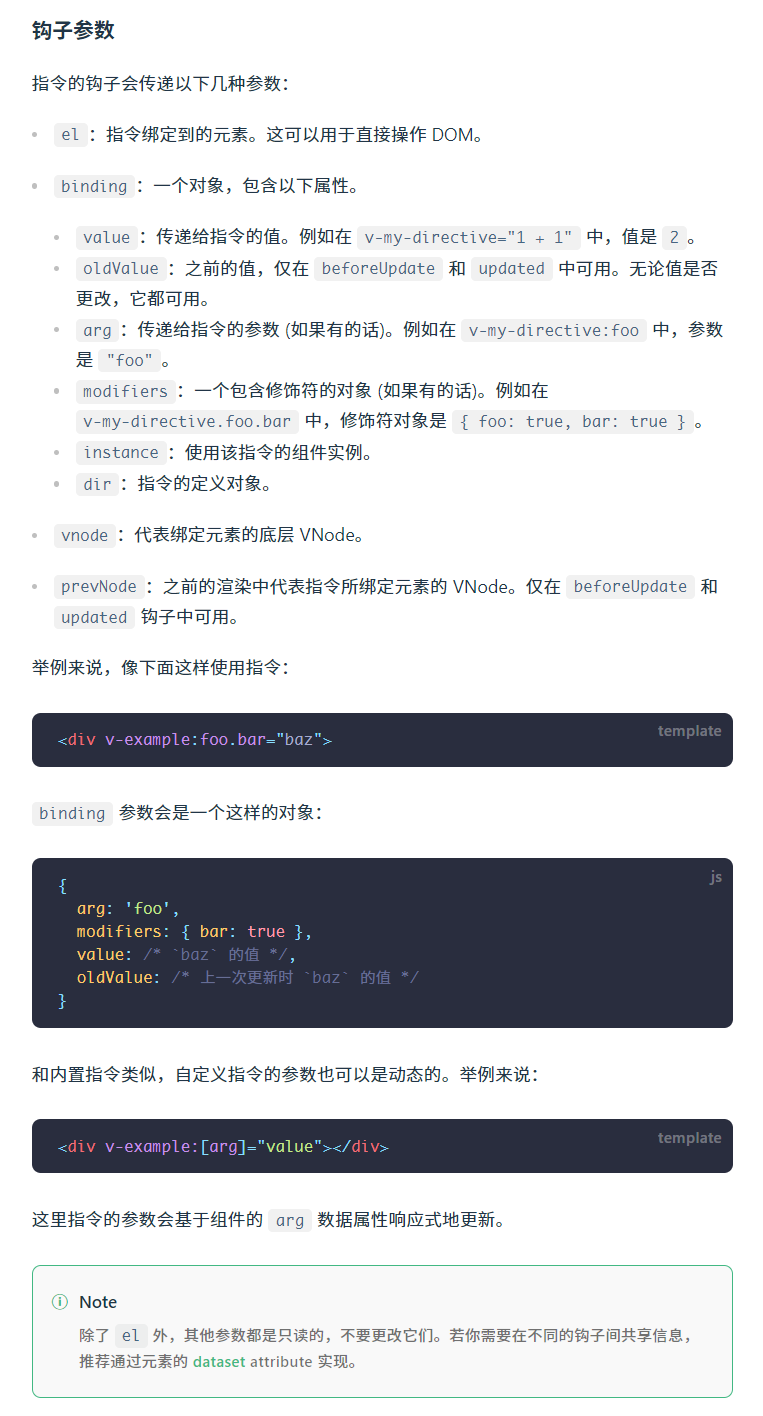 钩子参数
指令的钩子会传递以下几种参数：
el：指令绑定到的元素。这可以用于直接操作 DOM。
binding：一个对象，包含以下属性。
value：传递给指令的值。例如在 v-my-directive="1 + 1" 中，值是 2。
oldValue：之前的值，仅在 beforeUpdate 和 updated 中可用。无论值是否
更改，它都可用。
arg：传递给指令的参数 (如果有的话)。例如在 v-my-directive:foo 中，参数
是 "foo"。
modifiers：一个包含修饰符的对象 (如果有的话)。例如在
v-my-directive.foo.bar 中，修饰符对象是 { foo: true, bar: true }。
instance：使用该指令的组件实例。
dir：指令的定义对象。
vnode：代表绑定元素的底层 VNode。
prevNode：之前的渲染中代表指令所绑定元素的 VNode。仅在 beforeUpdate 和
updated 钩子中可用。
举例来说，像下面这样使用指令：
template
<div v-example:foo.bar="baz">
binding 参数会是一个这样的对象：
js
{
  arg: 'foo',
  modifiers: { bar: true },
  value: /* `baz` 的值 */,
  oldValue: /* 上一次更新时 `baz` 的值 */
}
和内置指令类似，自定义指令的参数也可以是动态的。举例来说：
template
<div v-example:[arg]="value"></div>
这里指令的参数会基于组件的 arg 数据属性响应式地更新。
Note
除了 el 外，其他参数都是只读的，不要更改它们。若你需要在不同的钩子间共享信息，
推荐通过元素的 dataset attribute 实现。